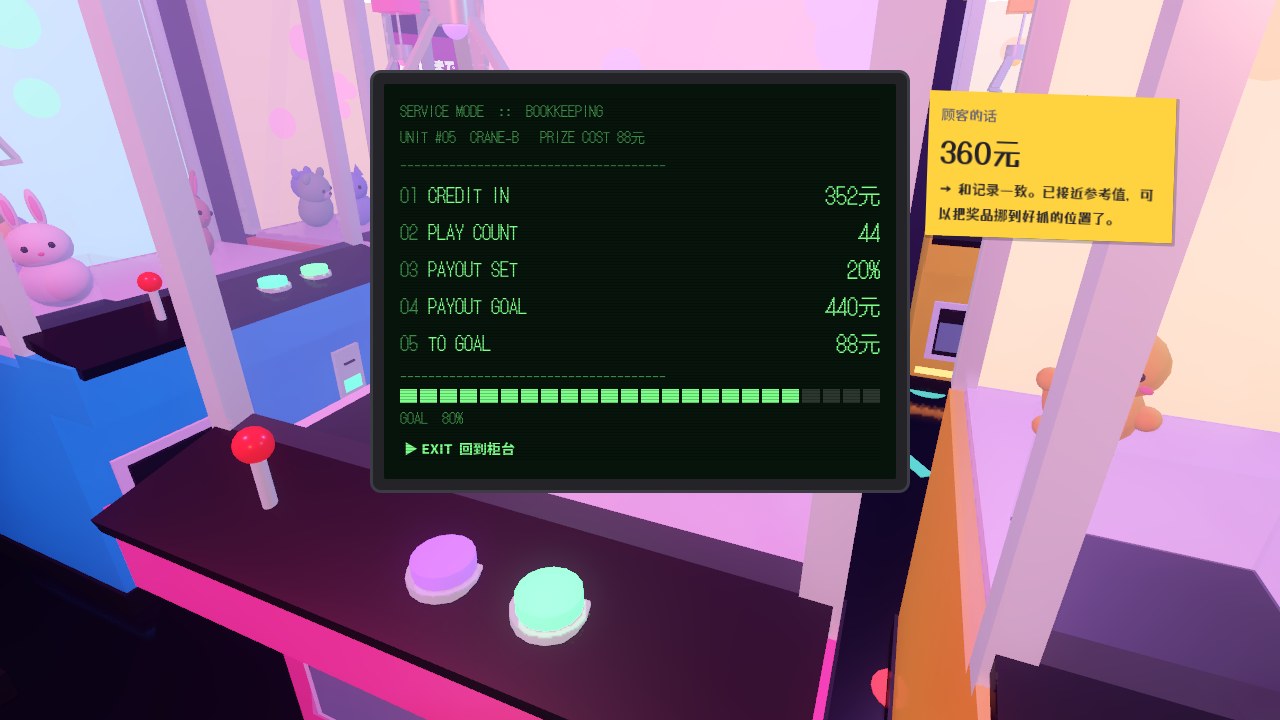 SERVICE MODE :: BOOKKEEPING
UNIT #05 CRANE-B PRIZE COST 88元
01 CREDIT IN 352元
02 PLAY COUNT 44
03 PAYOUT SET 20%
04 PAYOUT GOAL 440元
05 TO GOAL 88元
GOAL 80%
▶ EXIT 回到柜台
顾客的话
360元
→ 和记录一致。已接近参考值，可
以把奖品挪到好抓的位置了。